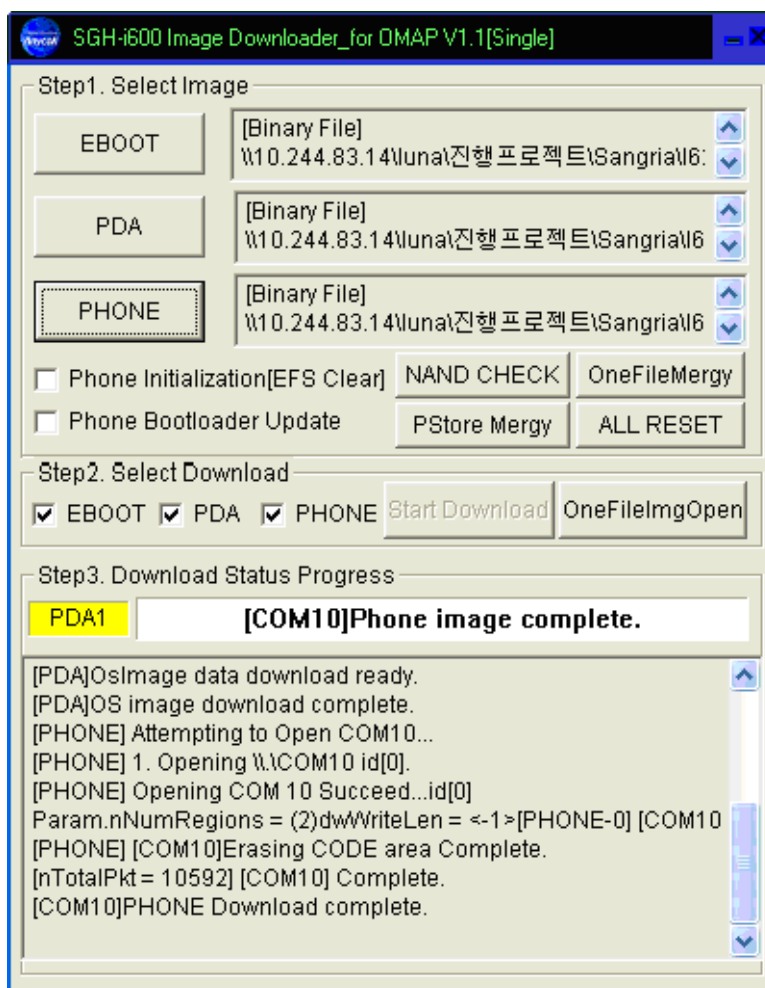 SGH-i600 Image Downloader_for OMAP V1.1[Single]
Step1. Select Image
EBOOT
[Binary File]
\\10.244.83.14\luna\진행프로젝트\Sangria\I6:
PDA
[Binary File]
\\10.244.83.14\luna\진행프로젝트\Sangria\I6
PHONE
[Binary File]
\\10.244.83.14\luna\진행프로젝트\Sangria\I6
Phone Initialization[EFS Clear] NAND CHECK OneFileMergy
Phone Bootloader Update PStore Mergy ALL RESET
Step2. Select Download
EBOOT PDA PHONE Start Download OneFileImgOpen
Step3. Download Status Progress
PDA1 [COM10]Phone image complete.
[PDA]OsImage data download ready.
[PDA]OS image download complete.
[PHONE] Attempting to Open COM10...
[PHONE] 1. Opening \\.\COM10 id[0].
[PHONE] Opening COM 10 Succeed...id[0]
Param.nNumRegions = (2)dwWriteLen = <-1>[PHONE-0] [COM10
[PHONE] [COM10]Erasing CODE area Complete.
[nTotalPkt = 10592] [COM10] Complete.
[COM10]PHONE Download complete.